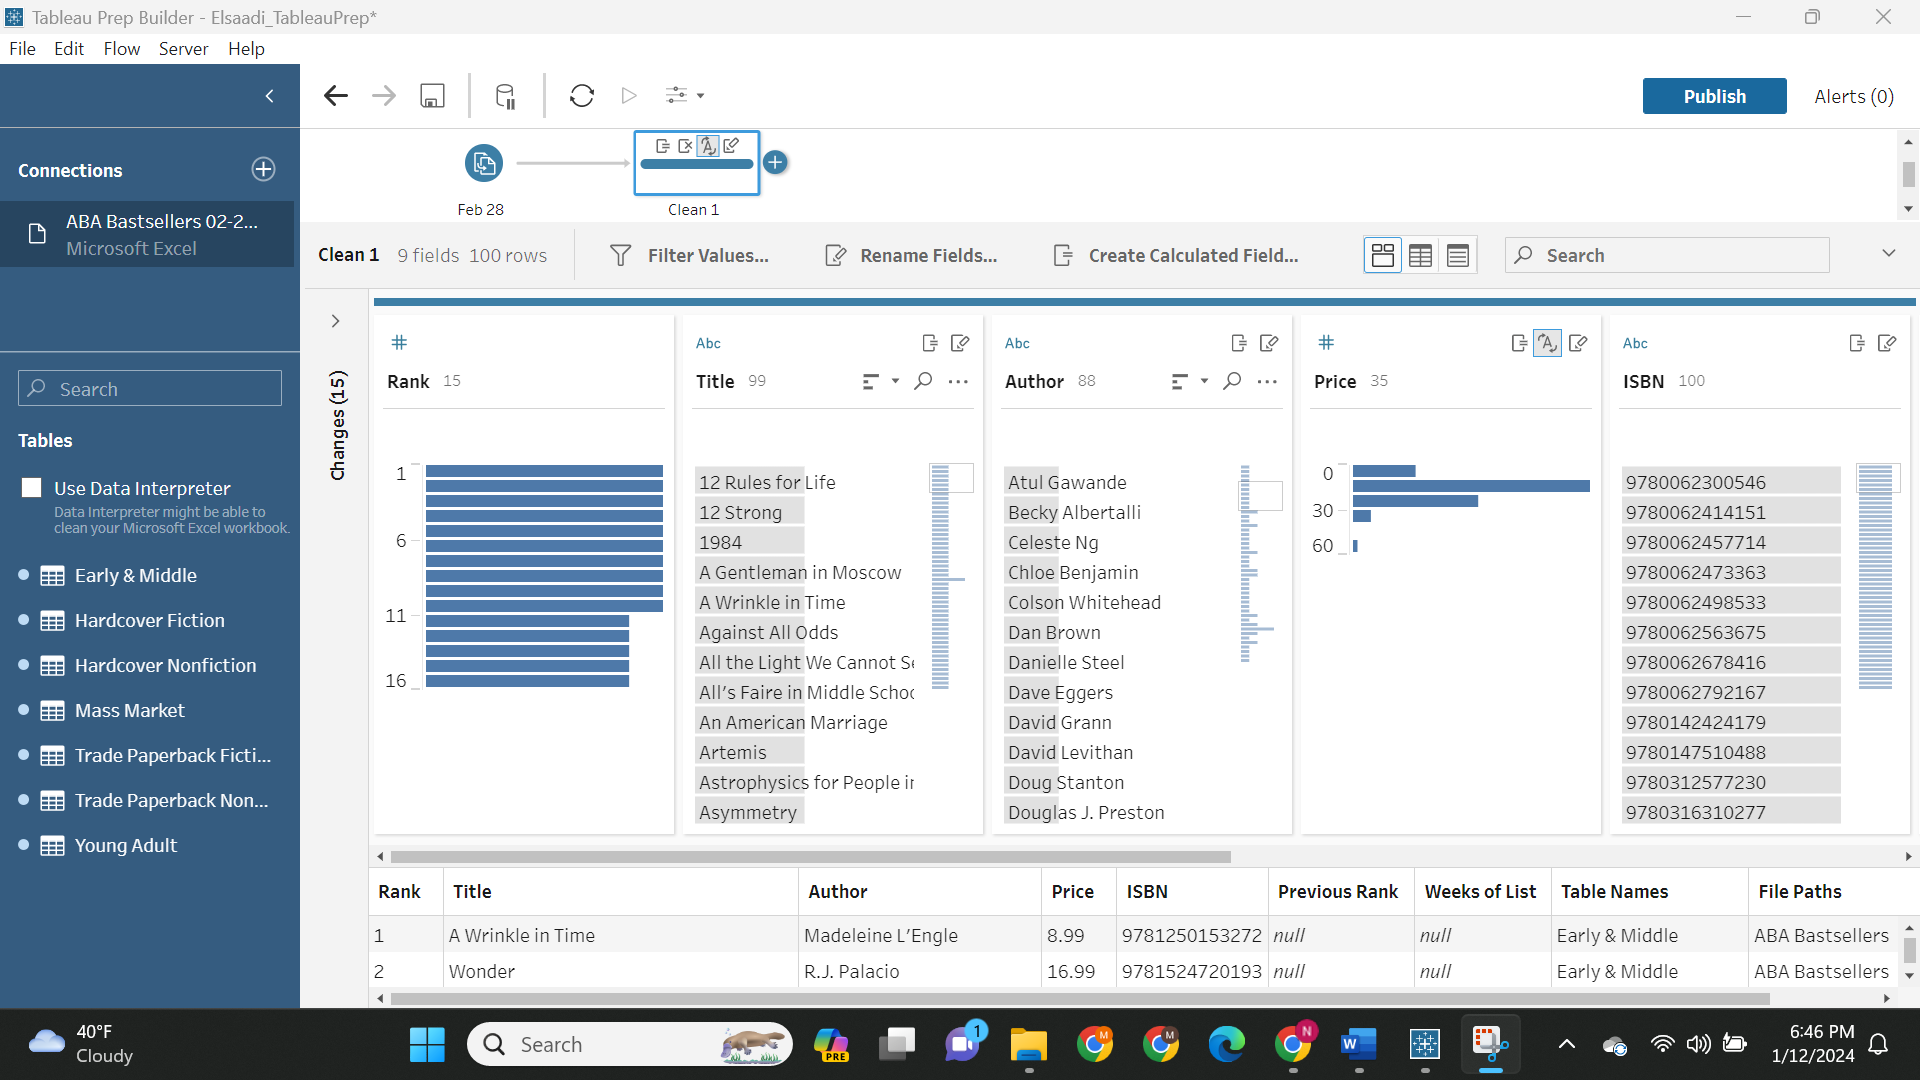 Tableau Prep Builder - Elsaadi_TableauPrep*
File Edit Flow Server Help
Publish
Alerts (0)
Connections
ABA Bastsellers 02-2...
Microsoft Excel
Search
Tables
Use Data Interpreter
Data Interpreter might be able to
clean your Microsoft Excel workbook.
Early & Middle
Hardcover Fiction
Hardcover Nonfiction
Mass Market
Trade Paperback Ficti...
Trade Paperback Non...
Young Adult
Feb 28
Clean 1
Clean 1 9 fields 100 rows
Filter Values...
Rename Fields...
Create Calculated Field...
Search
Changes (15)
#
Rank 15
1
6
11
16
Abc
Title 99
12 Rules for Life
12 Strong
1984
A Gentleman in Moscow
A Wrinkle in Time
Against All Odds
All the Light We Cannot Se
All's Faire in Middle Schoo
An American Marriage
Artemis
Astrophysics for People in
Asymmetry
Abc
Author 88
Atul Gawande
Becky Albertalli
Celeste Ng
Chloe Benjamin
Colson Whitehead
Dan Brown
Danielle Steel
Dave Eggers
David Grann
David Levithan
Doug Stanton
Douglas J. Preston
#
Price 35
0
30
60
Abc
ISBN 100
9780062300546
9780062414151
9780062457714
9780062473363
9780062498533
9780062563675
9780062678416
9780062792167
9780142424179
9780147510488
9780312577230
9780316310277
Rank Title Author Price ISBN Previous Rank Weeks of List Table Names File Paths
1 A Wrinkle in Time Madeleine L'Engle 8.99 9781250153272 null null Early & Middle ABA Bastsellers
2 Wonder R.J. Palacio 16.99 9781524720193 null null Early & Middle ABA Bastsellers
40°F
Cloudy
Search
PRE
1
M
M
N
W
6:46 PM
1/12/2024